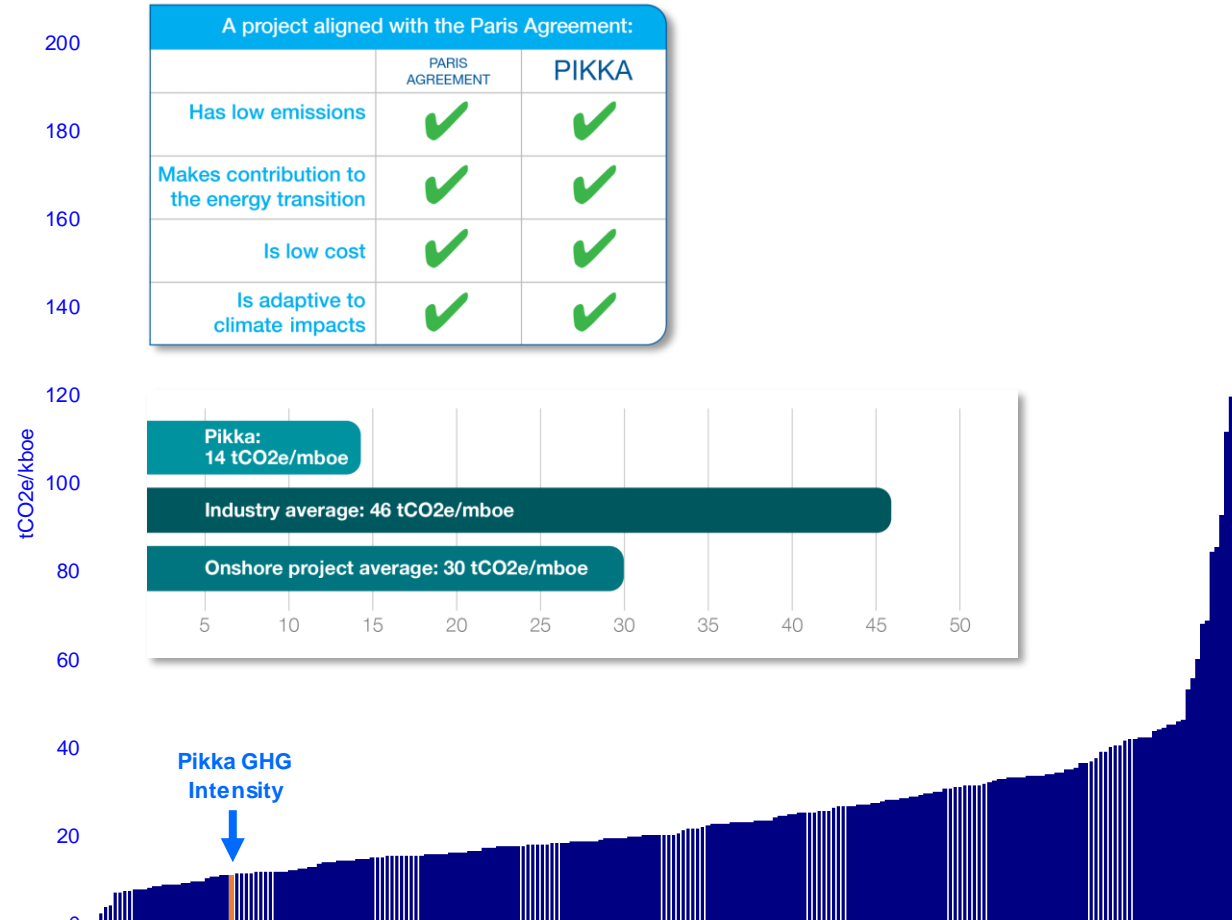 A project aligned with the Paris Agreement:
PARIS
AGREEMENT
PIKKA
Has low emissions
Makes contribution to
the energy transition
Is low cost
Is adaptive to
climate impacts
200
180
160
140
120
100
80
60
40
20
0
tCO2e/kboe
Pikka:
14 tCO2e/mboe
Industry average: 46 tCO2e/mboe
Onshore project average: 30 tCO2e/mboe
5 10 15 20 25 30 35 40 45 50
Pikka GHG
Intensity